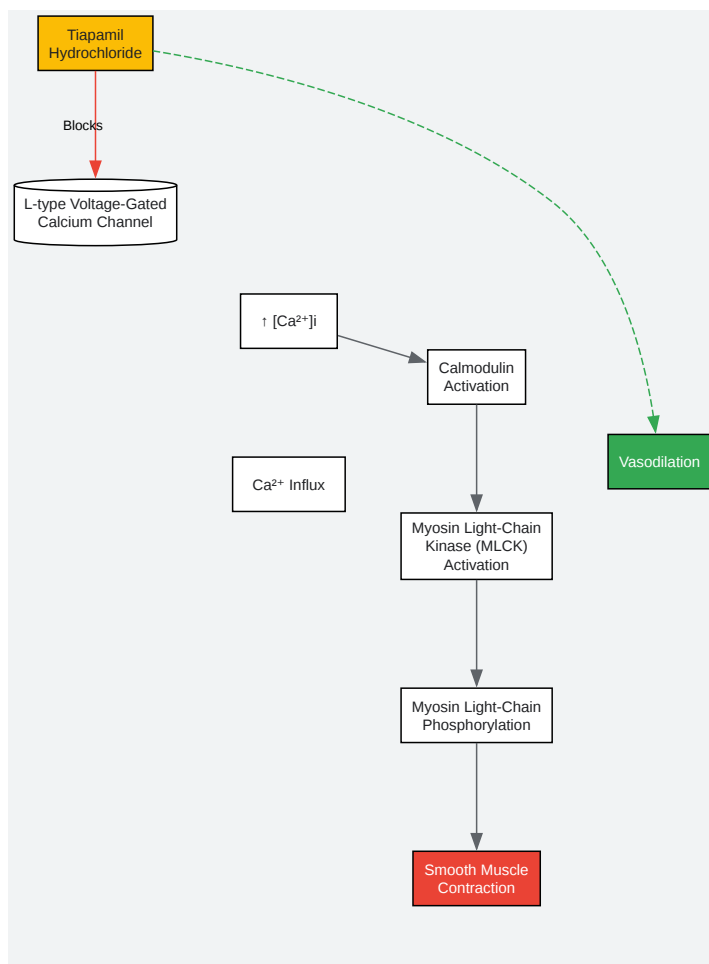 Tiapamil
Hydrochloride
Blocks
L-type Voltage-Gated
Calcium Channel
↑ [Ca²⁺]i
Calmodulin
Activation
Vasodilation
Ca²⁺ Influx
Myosin Light-Chain
Kinase (MLCK)
Activation
Myosin Light-Chain
Phosphorylation
Smooth Muscle
Contraction